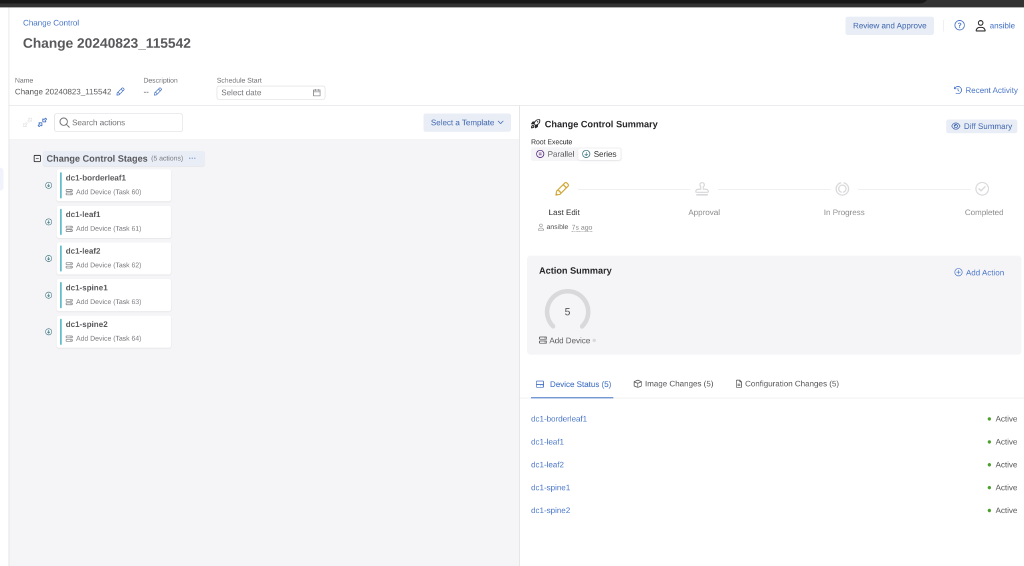 Change Control
Review and Approve
ansible
Change 20240823_115542
Name
Description
Schedule Start
Change 20240823_115542
--
Select date
Recent Activity
Search actions
Select a Template
Change Control Stages (5 actions) ...
dc1-borderleaf1
Add Device (Task 60)
dc1-leaf1
Add Device (Task 61)
dc1-leaf2
Add Device (Task 62)
dc1-spine1
Add Device (Task 63)
dc1-spine2
Add Device (Task 64)
Change Control Summary
Diff Summary
Root Execute
Parallel
Series
Last Edit
Approval
In Progress
Completed
ansible 7s ago
Action Summary
Add Action
5
Add Device
Device Status (5)
Image Changes (5)
Configuration Changes (5)
dc1-borderleaf1
Active
dc1-leaf1
Active
dc1-leaf2
Active
dc1-spine1
Active
dc1-spine2
Active